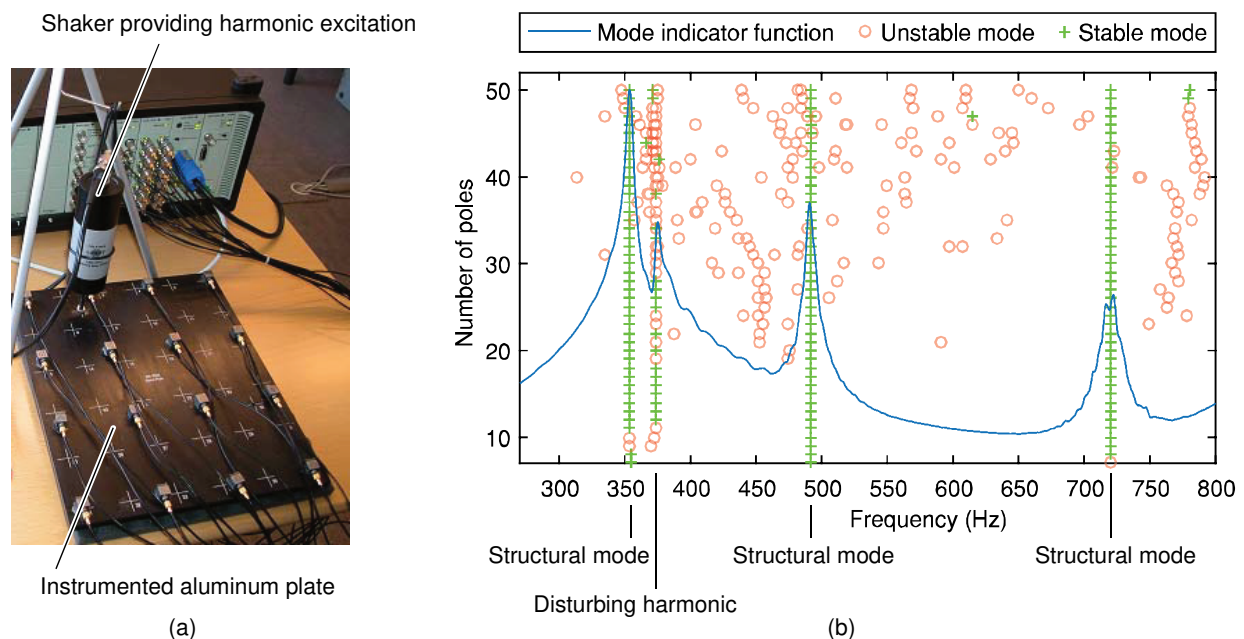 Shaker providing harmonic excitation
Instrumented aluminum plate
(a)
Mode indicator function
Unstable mode
Stable mode
Number of poles
50
40
30
20
10
300 350 400 450 500 550 600 650 700 750 800
Frequency (Hz)
Structural mode
Structural mode
Structural mode
Disturbing harmonic
(b)